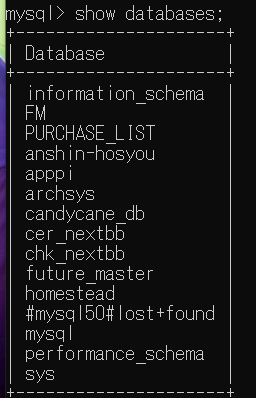 mysql> show databases;
+--------------------+
| Database           |
+--------------------+
| information_schema |
| FM                 |
| PURCHASE_LIST      |
| anshin-hosyou      |
| apppi              |
| archsys            |
| candycane_db       |
| cer_nextbb         |
| chk_nextbb         |
| future_master      |
| homestead          |
| #mysql50#lost+found |
| mysql              |
| performance_schema |
| sys                |
+--------------------+